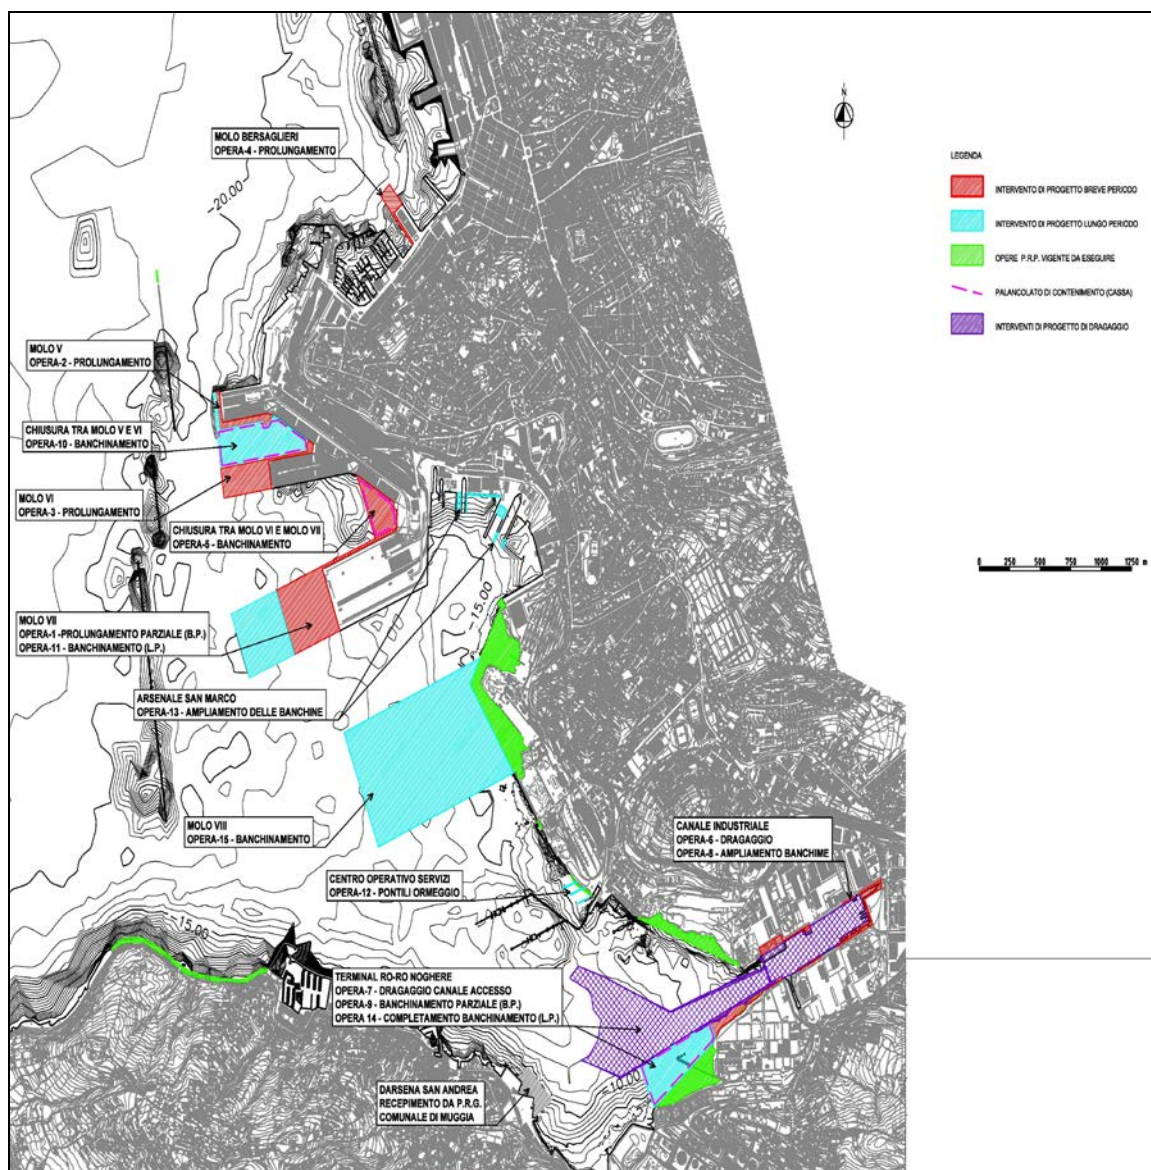 MOLO BERSAGLIERI
OPERA-4 - PROLUNGAMENTO
-20.00
N
LEGENDA
INTERVENTO DI PROGETTO BREVE PERIODO
INTERVENTO DI PROGETTO LUNGO PERIODO
OPERE P.R.P. VIGENTE DA ESEGUIRE
PALANCOLATO DI CONTENIMENTO (CASSA)
INTERVENTI DI PROGETTO DI DRAGAGGIO
MOLO V
OPERA-2 - PROLUNGAMENTO
CHIUSURA TRA MOLO V E VI
OPERA-10 - BANCHINAMENTO
MOLO VI
OPERA-3 - PROLUNGAMENTO
CHIUSURA TRA MOLO VI E MOLO VII
OPERA-5 - BANCHINAMENTO
0 250 500 750 1000 1250 m
-15.00
MOLO VII
OPERA-1 -PROLUNGAMENTO PARZIALE (B.P.)
OPERA-11 - BANCHINAMENTO (L.P.)
ARSENALE SAN MARCO
OPERA-13 - AMPLIAMENTO DELLE BANCHINE
MOLO VIII
OPERA-15 - BANCHINAMENTO
CANALE INDUSTRIALE
OPERA-6 - DRAGAGGIO
OPERA-8 - AMPLIAMENTO BANCHIME
CENTRO OPERATIVO SERVIZI
OPERA-12 - PONTILI ORMEGGIO
-15.00
TERMINAL RO-RO NOGHERE
OPERA-7 - DRAGAGGIO CANALE ACCESSO
OPERA-9 - BANCHINAMENTO PARZIALE (B.P.)
OPERA 14 - COMPLETAMENTO BANCHINAMENTO (L.P.)
-10.00
DARSENA SAN ANDREA
RECEPIMENTO DA P.R.G.
COMUNALE DI MUGGIA